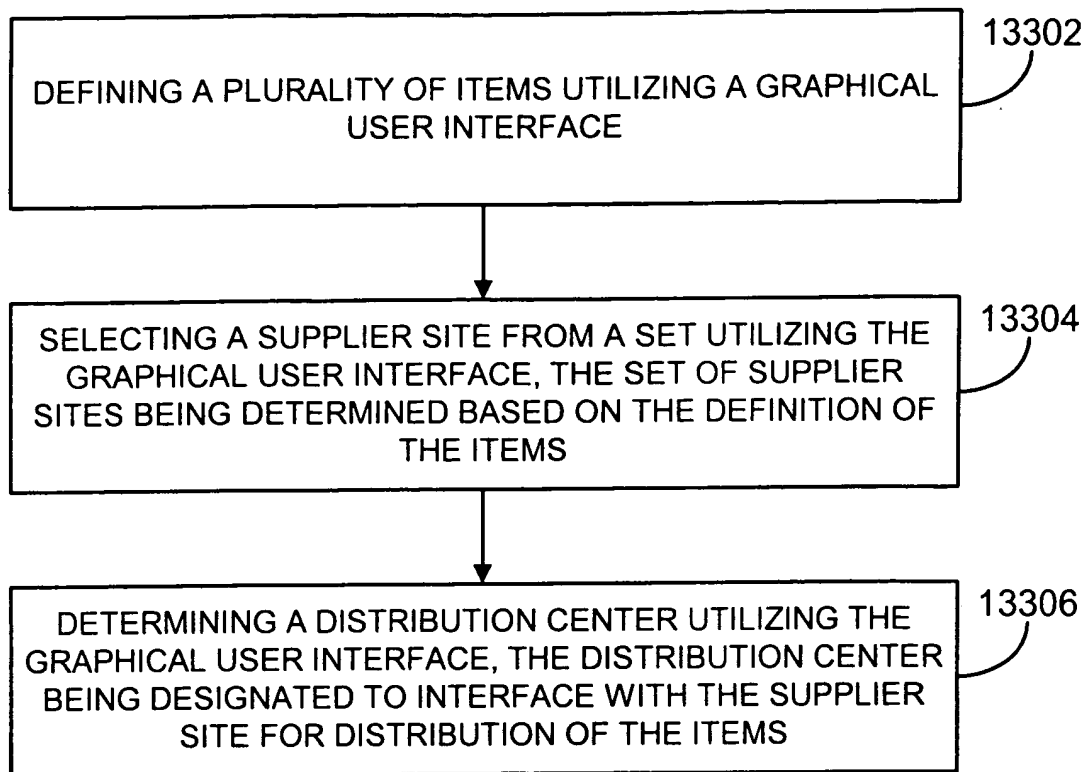 13302
DEFINING A PLURALITY OF ITEMS UTILIZING A GRAPHICAL
USER INTERFACE
13304
SELECTING A SUPPLIER SITE FROM A SET UTILIZING THE
GRAPHICAL USER INTERFACE, THE SET OF SUPPLIER
SITES BEING DETERMINED BASED ON THE DEFINITION OF
THE ITEMS
13306
DETERMINING A DISTRIBUTION CENTER UTILIZING THE
GRAPHICAL USER INTERFACE, THE DISTRIBUTION CENTER
BEING DESIGNATED TO INTERFACE WITH THE SUPPLIER
SITE FOR DISTRIBUTION OF THE ITEMS